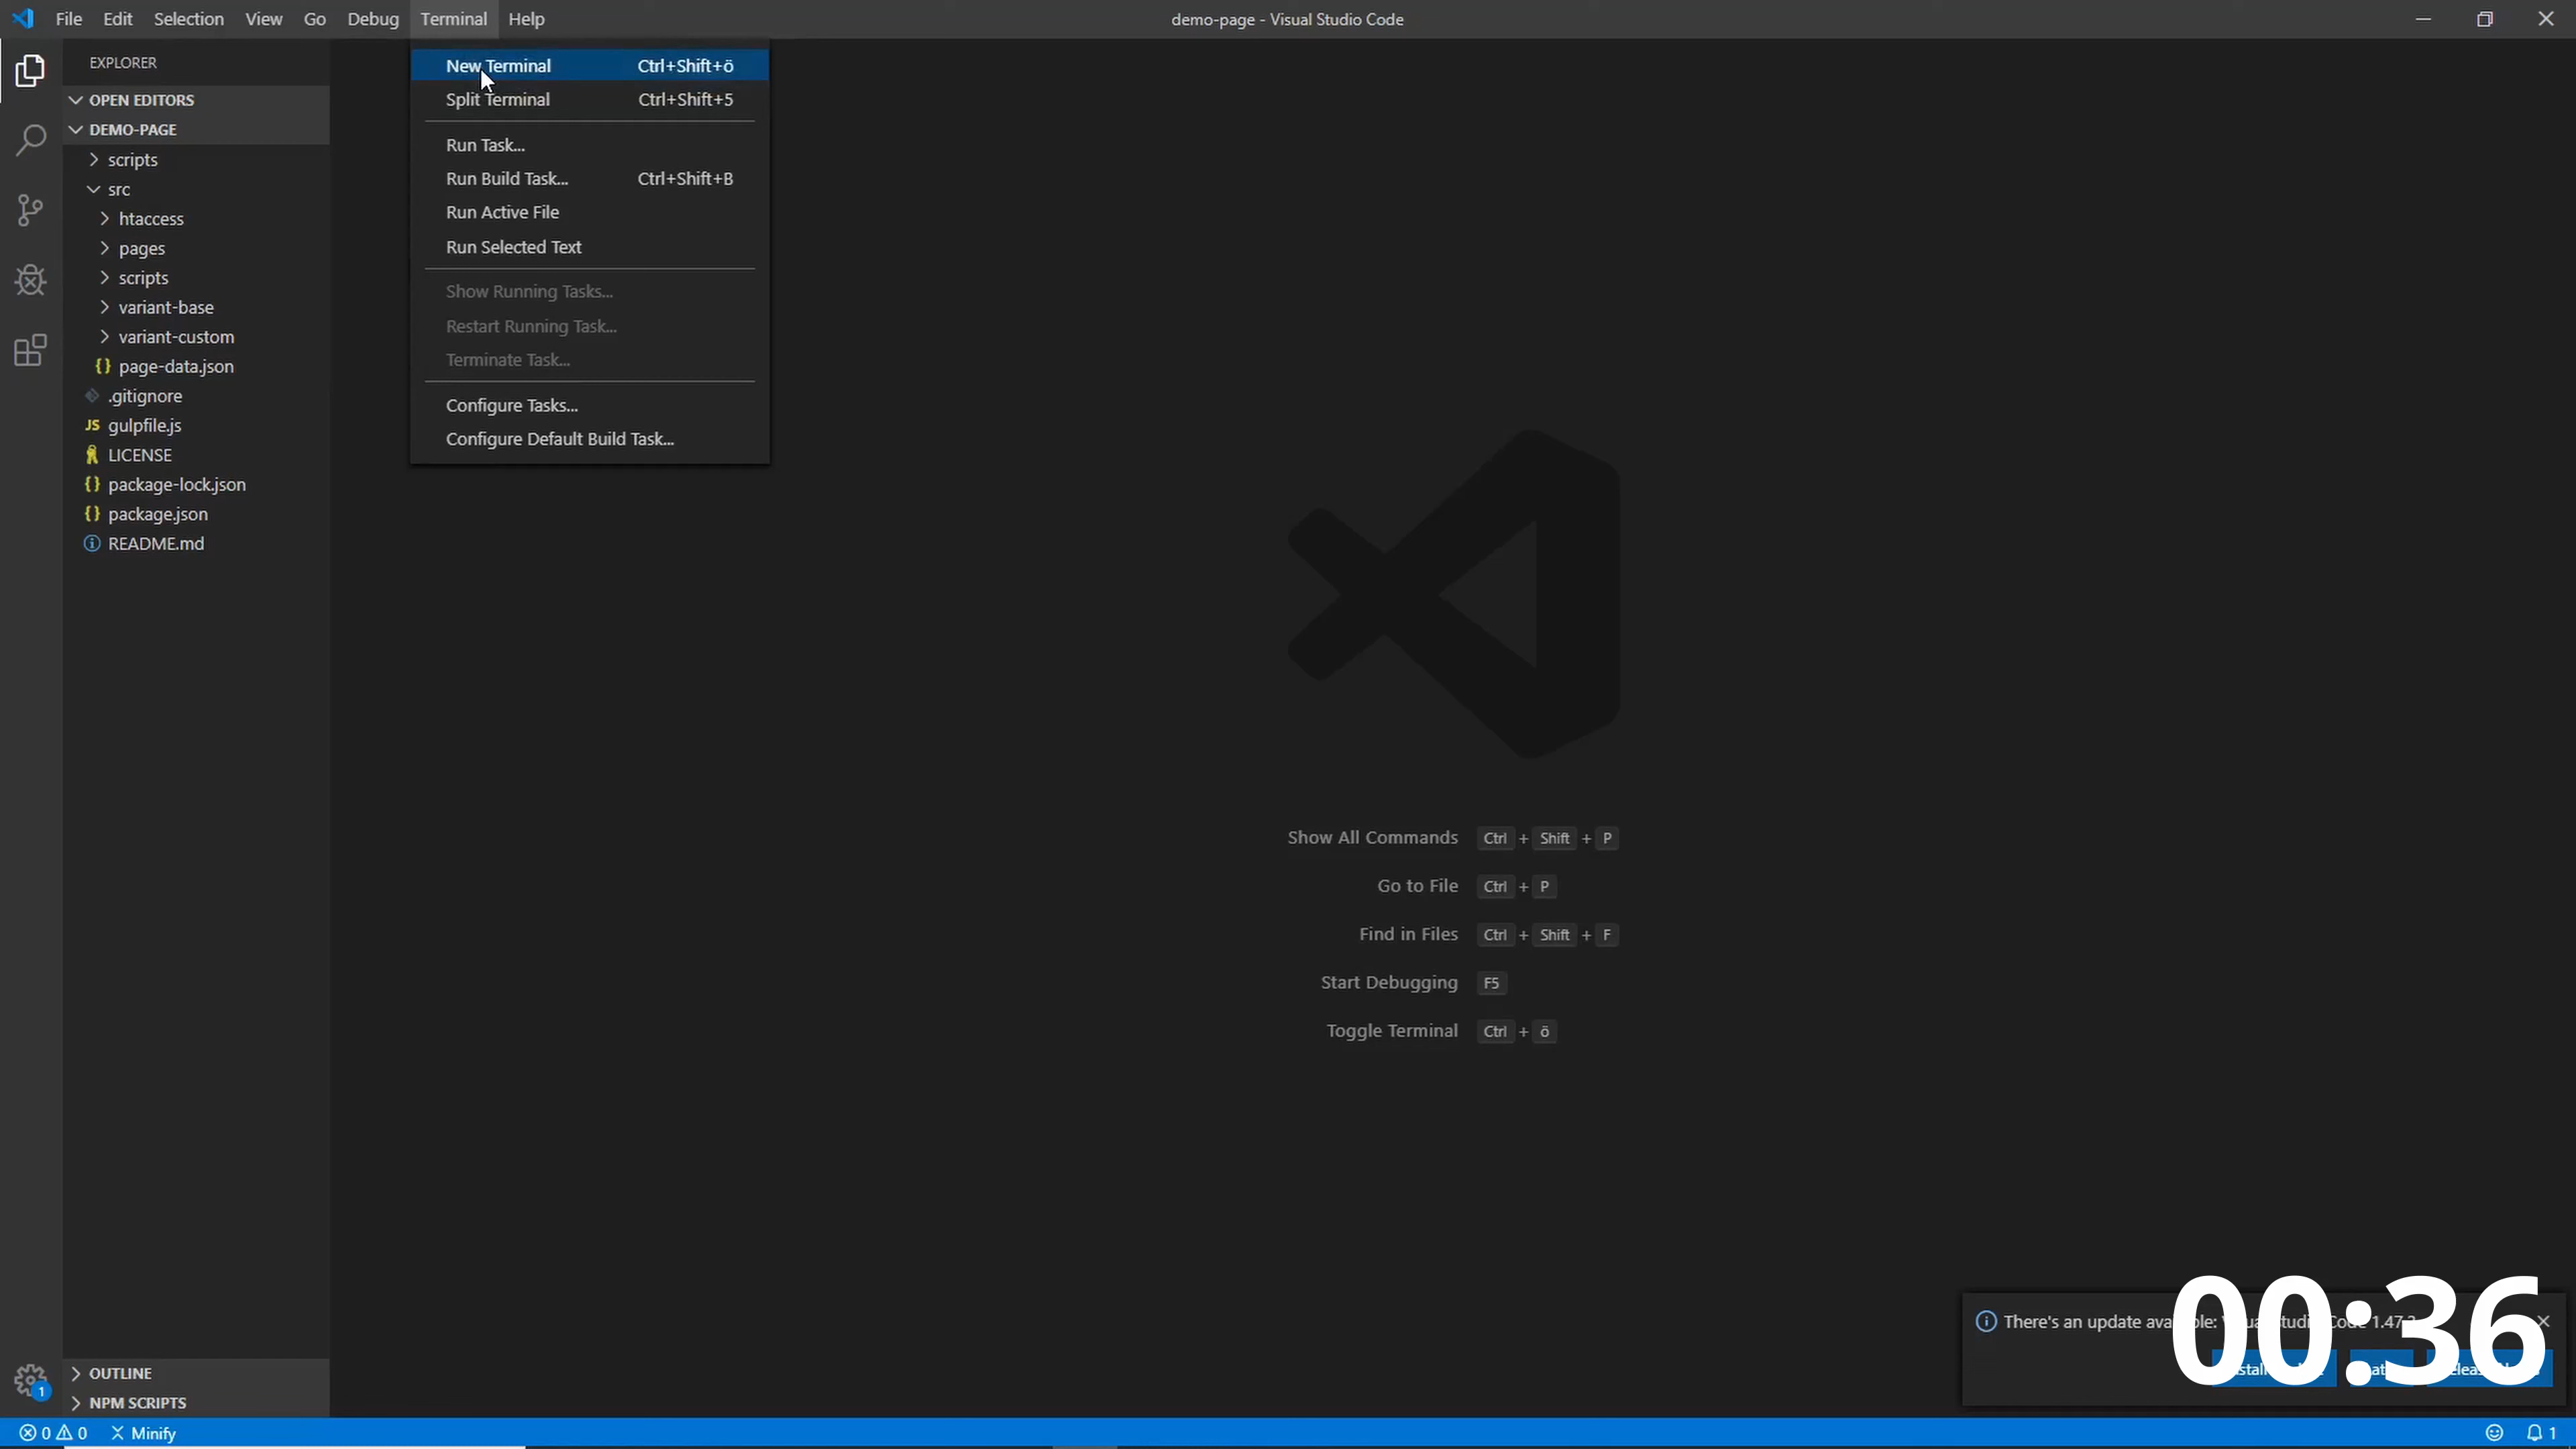 File Edit Selection View Go Debug Terminal Help
demo-page - Visual Studio Code
EXPLORER
OPEN EDITORS
DEMO-PAGE
scripts
src
htaccess
pages
scripts
variant-base
variant-custom
{} page-data.json
.gitignore
JS gulpfile.js
LICENSE
{} package-lock.json
{} package.json
README.md
OUTLINE
NPM SCRIPTS
New Terminal Ctrl+Shift+ö
Split Terminal Ctrl+Shift+5
Run Task...
Run Build Task... Ctrl+Shift+B
Run Active File
Run Selected Text
Show Running Tasks...
Restart Running Task...
Terminate Task...
Configure Tasks...
Configure Default Build Task...
Show All Commands Ctrl + Shift + P
Go to File Ctrl + P
Find in Files Ctrl + Shift + F
Start Debugging F5
Toggle Terminal Ctrl + ö
There's an update Code
00:36
1
0 0 Minify
1